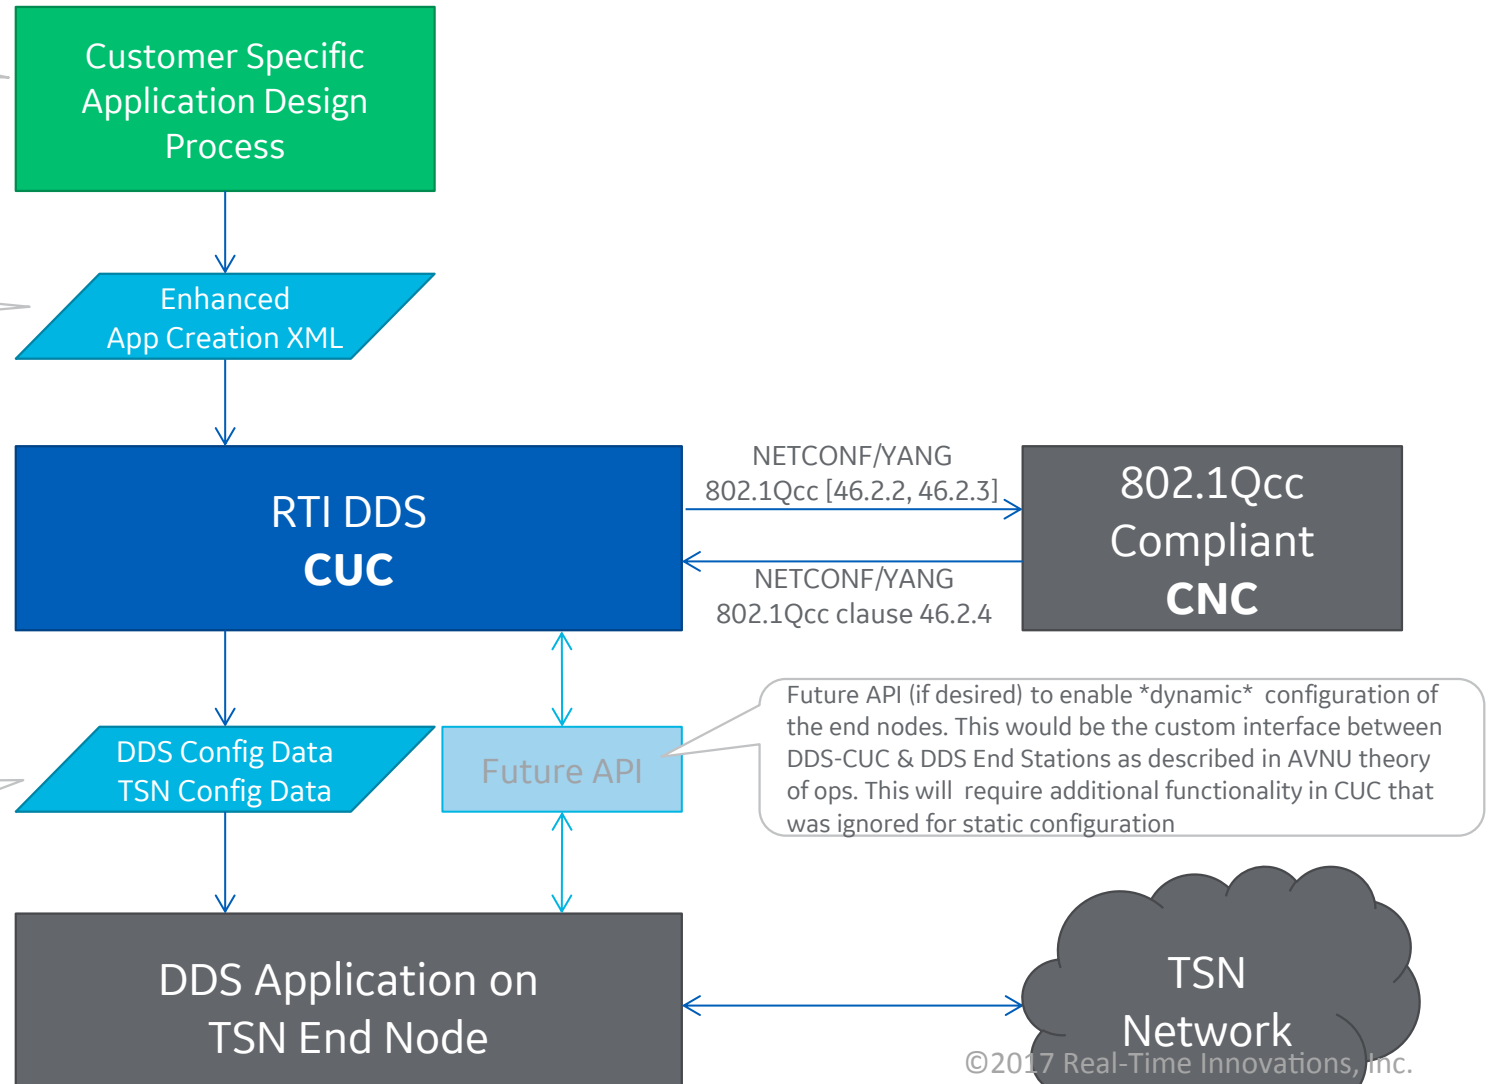 Customer Specific
Application Design
Process
Enhanced
App Creation XML
RTI DDS
CUC
NETCONF/YANG
802.1Qcc [46.2.2, 46.2.3]
NETCONF/YANG
802.1Qcc clause 46.2.4
802.1Qcc
Compliant
CNC
DDS Config Data
TSN Config Data
Future API
Future API (if desired) to enable *dynamic* configuration of
the end nodes. This would be the custom interface between
DDS-CUC & DDS End Stations as described in AVNU theory
of ops. This will require additional functionality in CUC that
was ignored for static configuration
DDS Application on
TSN End Node
TSN
Network
©2017 Real-Time Innovations, Inc.